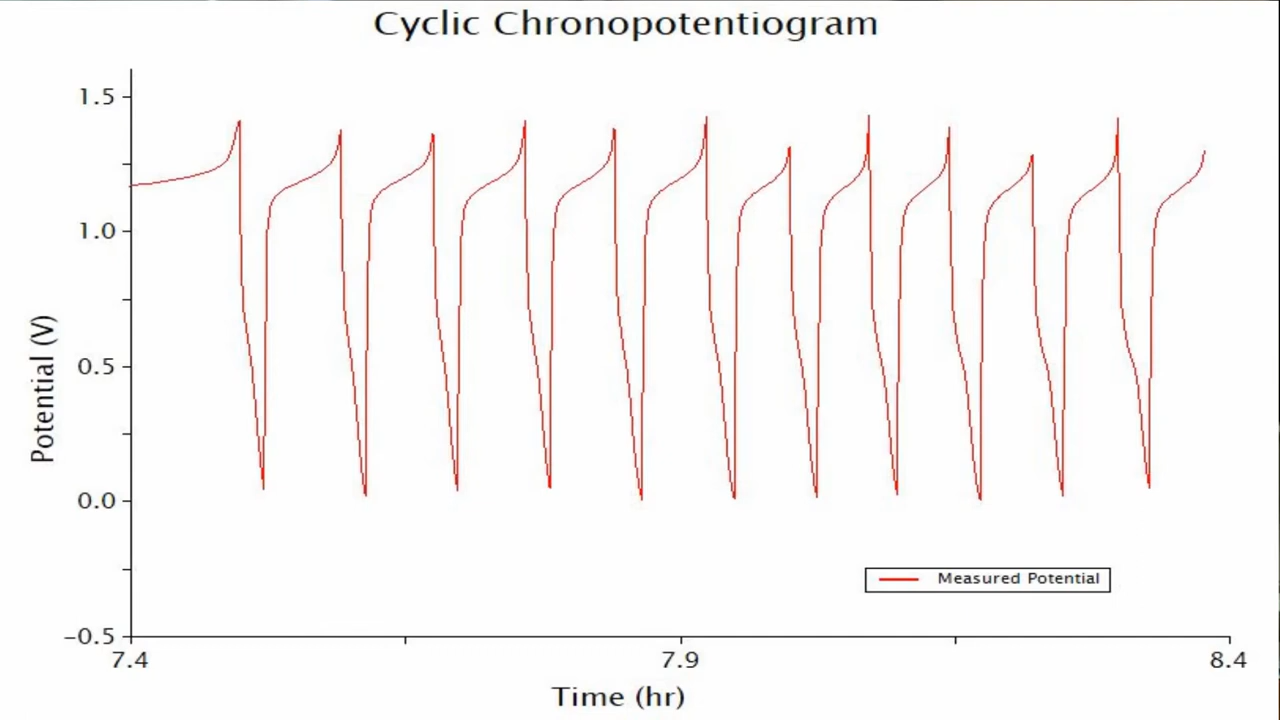 Cyclic Chronopotentiogram
1.5
1.0
0.5
0.0
−0.5
Potential (V)
Measured Potential
7.4
7.9
8.4
Time (hr)